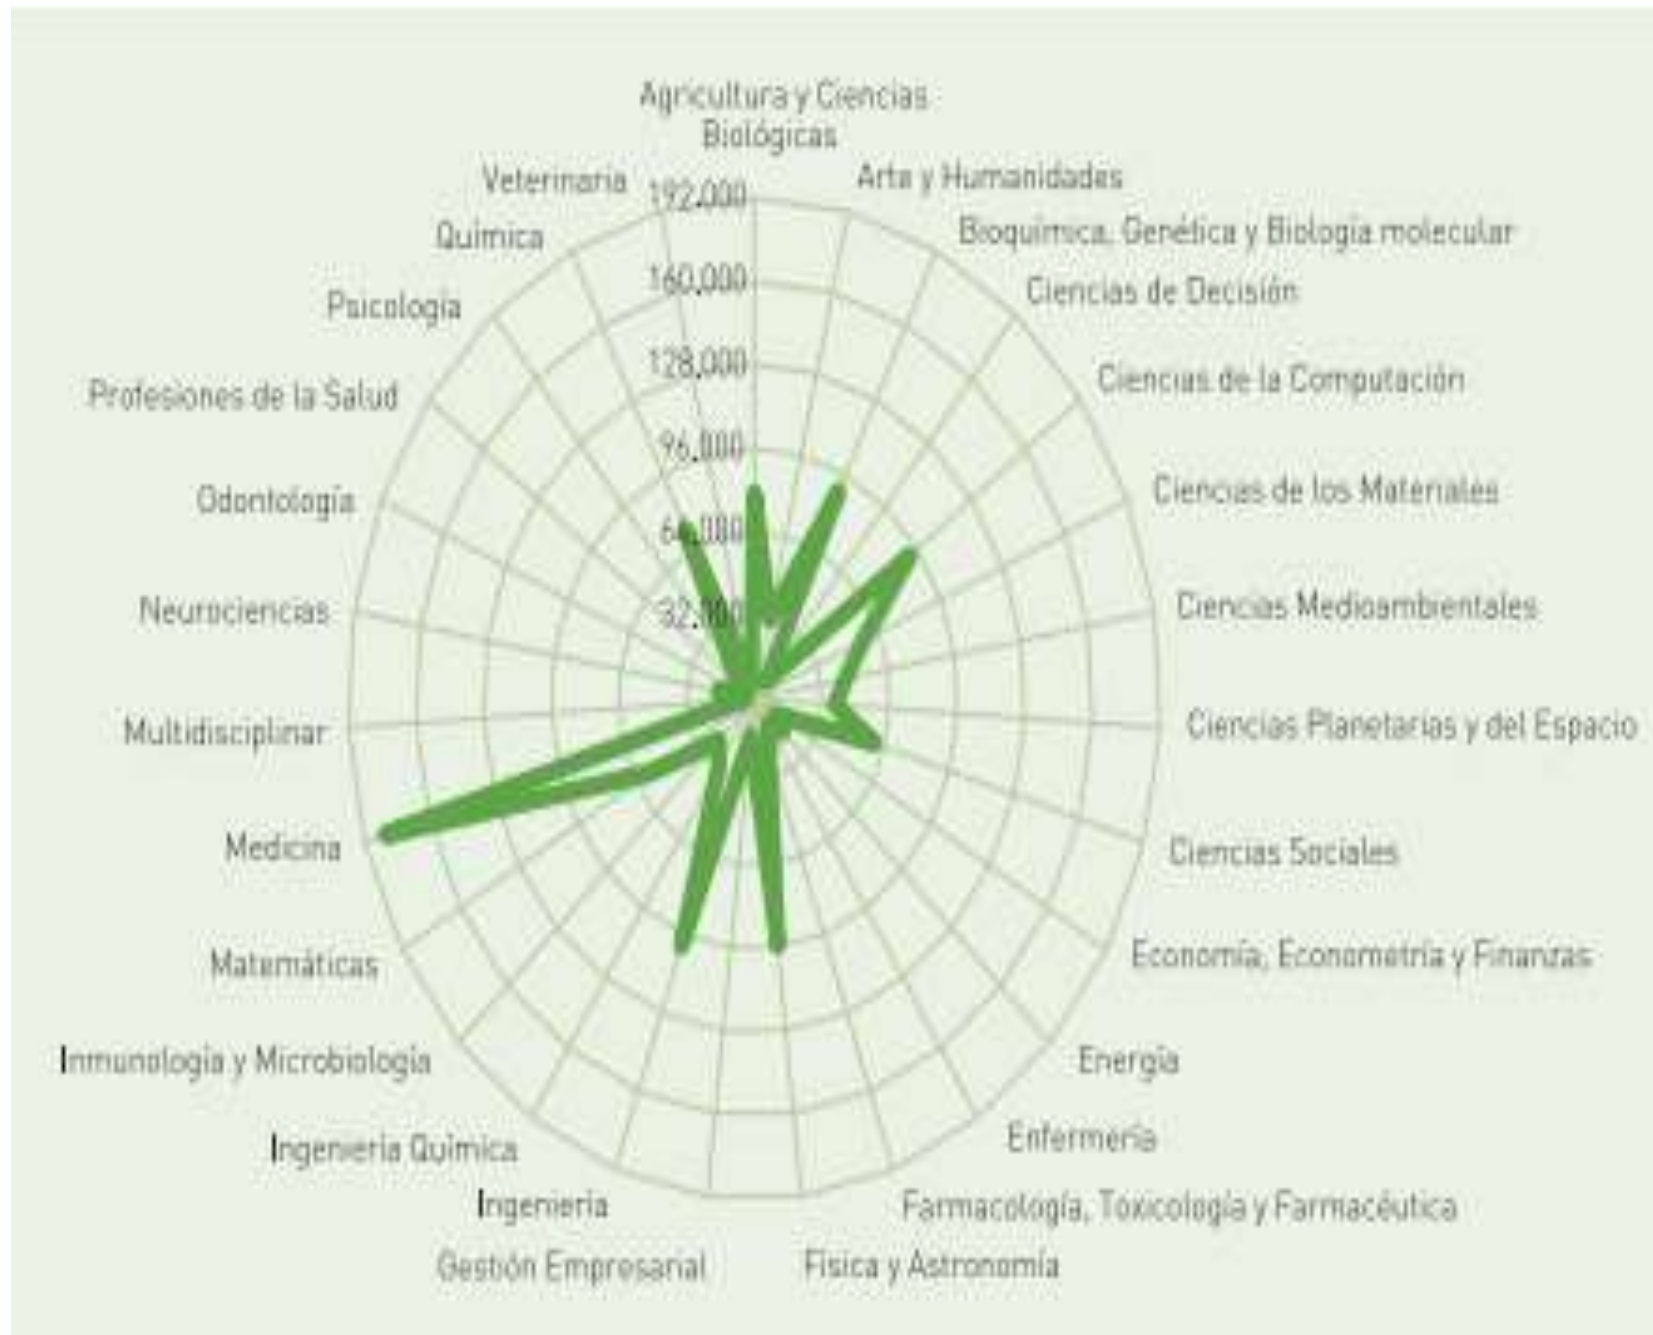 Agricultura y Ciencias
Biológicas
Arte y Humanidades
Bioquímica, Genética y Biología molecular
Ciencias de Decisión
Ciencias de la Computación
Ciencias de los Materiales
Ciencias Medioambientales
Ciencias Planetarias y del Espacio
Ciencias Sociales
Economía, Econometría y Finanzas
Energía
Enfermería
Farmacología, Toxicología y Farmacéutica
Física y Astronomía
Gestión Empresarial
Ingeniería
Ingeniería Química
Inmunología y Microbiología
Matemáticas
Medicina
Multidisciplinar
Neurociencias
Odontología
Profesiones de la Salud
Psicología
Química
Veterinaria
192.000
160.000
128.000
96.000
64.000
32.000